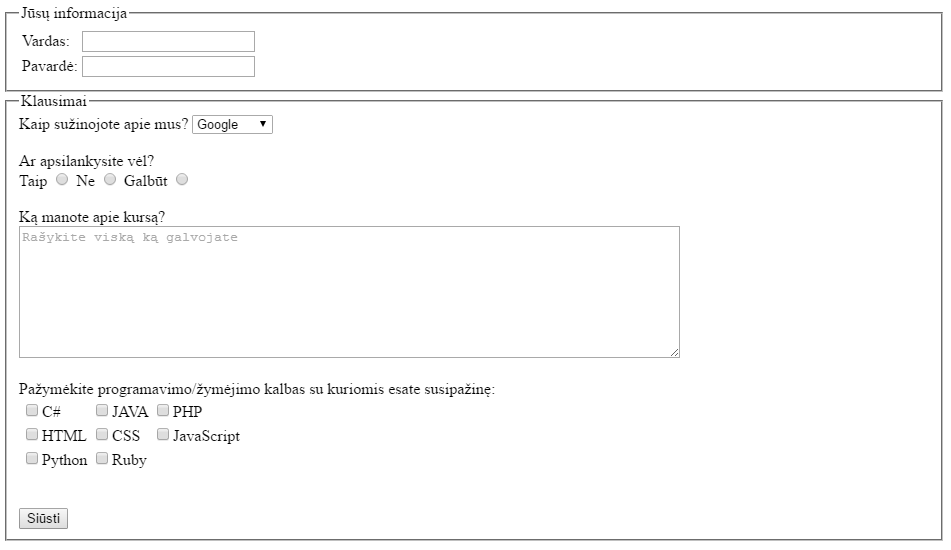 Jūsų informacija
Vardas:
Pavardė:
Klausimai
Kaip sužinojote apie mus? Google
Ar apsilankysite vėl?
Taip Ne Galbūt
Ką manote apie kursą?
Rašykite viską ką galvojate
Pažymėkite programavimo/žymėjimo kalbas su kuriomis esate susipažinę:
C# JAVA PHP
HTML CSS JavaScript
Python Ruby
Siūsti